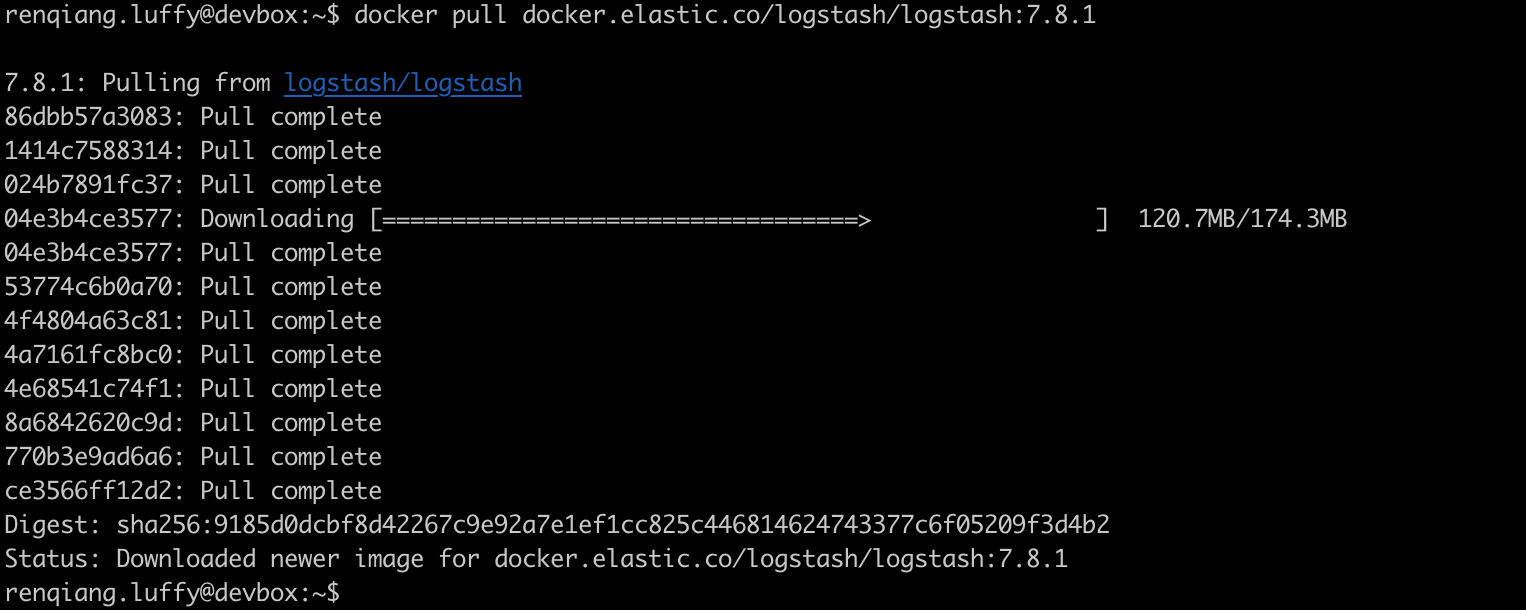 renqiang.luffy@devbox:~$ docker pull docker.elastic.co/logstash/logstash:7.8.1
7.8.1: Pulling from logstash/logstash
86dbb57a3083: Pull complete
1414c7588314: Pull complete
024b7891fc37: Pull complete
04e3b4ce3577: Downloading [==================================>                ]  120.7MB/174.3MB
04e3b4ce3577: Pull complete
53774c6b0a70: Pull complete
4f4804a63c81: Pull complete
4a7161fc8bc0: Pull complete
4e68541c74f1: Pull complete
8a6842620c9d: Pull complete
770b3e9ad6a6: Pull complete
ce3566ff12d2: Pull complete
Digest: sha256:9185d0dcbf8d42267c9e92a7e1ef1cc825c446814624743377c6f05209f3d4b2
Status: Downloaded newer image for docker.elastic.co/logstash/logstash:7.8.1
renqiang.luffy@devbox:~$